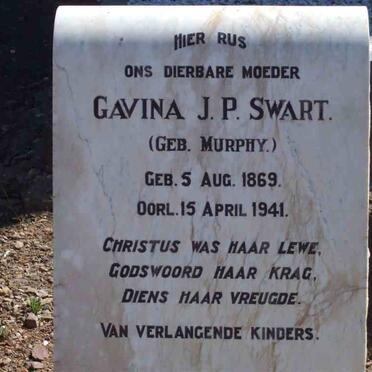 HIER RUS
ONS DIERBARE MOEDER
GAVINA J. P. SWART.
(GEB. MURPHY.)
GEB. 5 AUG. 1869.
OORL. 15 APRIL 1941.
CHRISTUS WAS HAAR LEWE,
GODSWOORD HAAR KRAG,
DIENS HAAR VREUGDE.
VAN VERLANGENDE KINDERS.